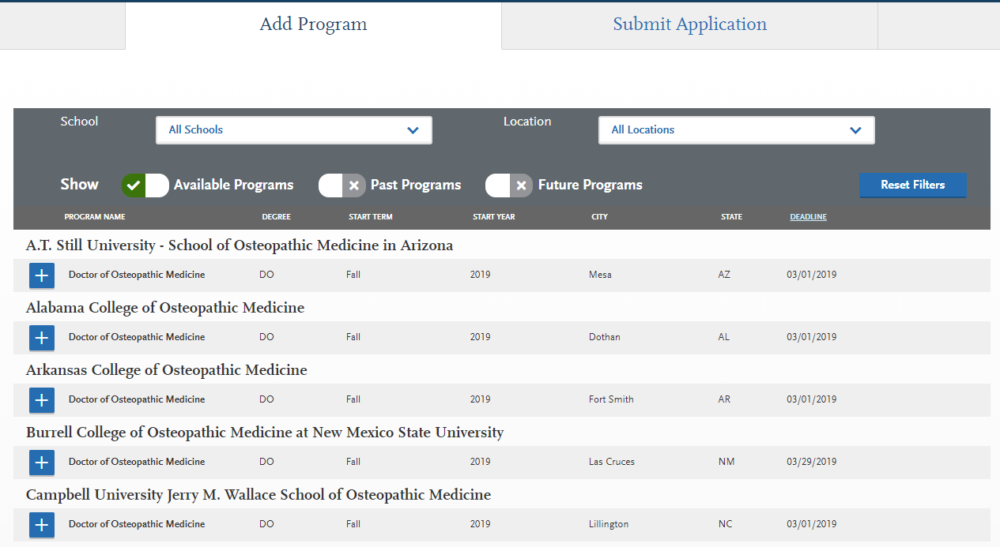 Add Program Submit Application
School All Schools Location All Locations
Show Available Programs Past Programs Future Programs Reset Filters
PROGRAM NAME DEGREE START TERM START YEAR CITY STATE DEADLINE
A.T. Still University - School of Osteopathic Medicine in Arizona
Doctor of Osteopathic Medicine DO Fall 2019 Mesa AZ 03/01/2019
Alabama College of Osteopathic Medicine
Doctor of Osteopathic Medicine DO Fall 2019 Dothan AL 03/01/2019
Arkansas College of Osteopathic Medicine
Doctor of Osteopathic Medicine DO Fall 2019 Fort Smith AR 03/01/2019
Burrell College of Osteopathic Medicine at New Mexico State University
Doctor of Osteopathic Medicine DO Fall 2019 Las Cruces NM 03/29/2019
Campbell University Jerry M. Wallace School of Osteopathic Medicine
Doctor of Osteopathic Medicine DO Fall 2019 Lillington NC 03/01/2019